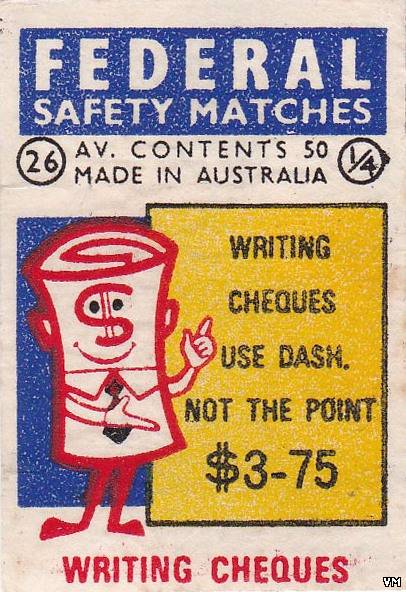 FEDERAL
SAFETY MATCHES
26 AV. CONTENTS 50 1/4
MADE IN AUSTRALIA
WRITING
CHEQUES
USE DASH.
NOT THE POINT
$3-75
WRITING CHEQUES
VM